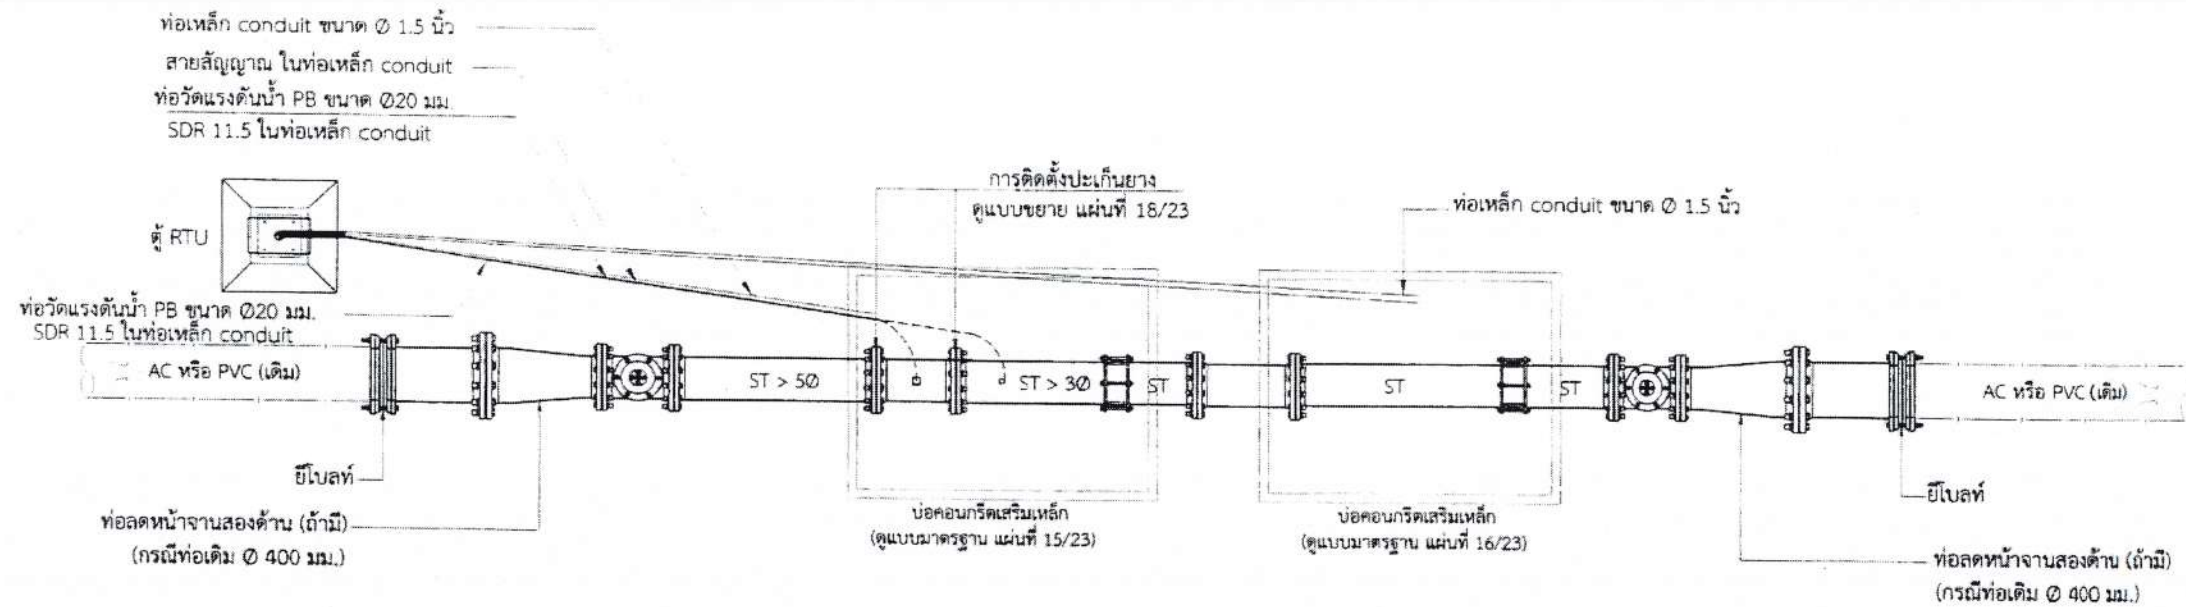 ท่อเหล็ก conduit ขนาด Ø 1.5 นิ้ว
สายสัญญาณ ในท่อเหล็ก conduit
ท่อวัดแรงดันน้ำ PB ขนาด Ø20 มม.
SDR 11.5 ในท่อเหล็ก conduit
การติดตั้งปะเก็นยาง
ดูแบบขยาย แผ่นที่ 18/23
ท่อเหล็ก conduit ขนาด Ø 1.5 นิ้ว
ตู้ RTU
ท่อวัดแรงดันน้ำ PB ขนาด Ø20 มม.
SDR 11.5 ในท่อเหล็ก conduit
AC หรือ PVC (เดิม)
ST > 5Ø
ST > 3Ø
ST
ST
ST
AC หรือ PVC (เดิม)
ยีโบลท์
ยีโบลท์
ท่อลดหน้าจานสองด้าน (ถ้ามี)
(กรณีท่อเดิม Ø 400 มม.)
บ่อคอนกรีตเสริมเหล็ก
(ดูแบบมาตรฐาน แผ่นที่ 15/23)
บ่อคอนกรีตเสริมเหล็ก
(ดูแบบมาตรฐาน แผ่นที่ 16/23)
ท่อลดหน้าจานสองด้าน (ถ้ามี)
(กรณีท่อเดิม Ø 400 มม.)